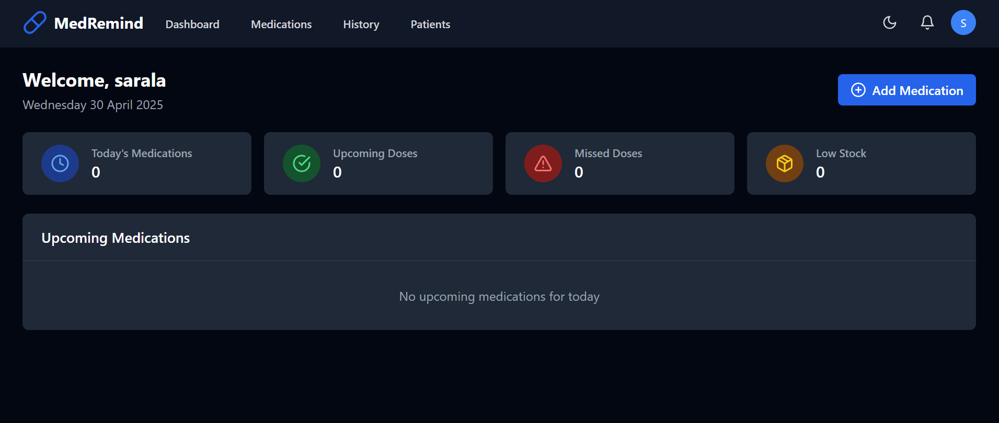 MedRemind Dashboard Medications History Patients S
Welcome, sarala
Wednesday 30 April 2025
Add Medication
Today's Medications
0
Upcoming Doses
0
Missed Doses
0
Low Stock
0
Upcoming Medications
No upcoming medications for today